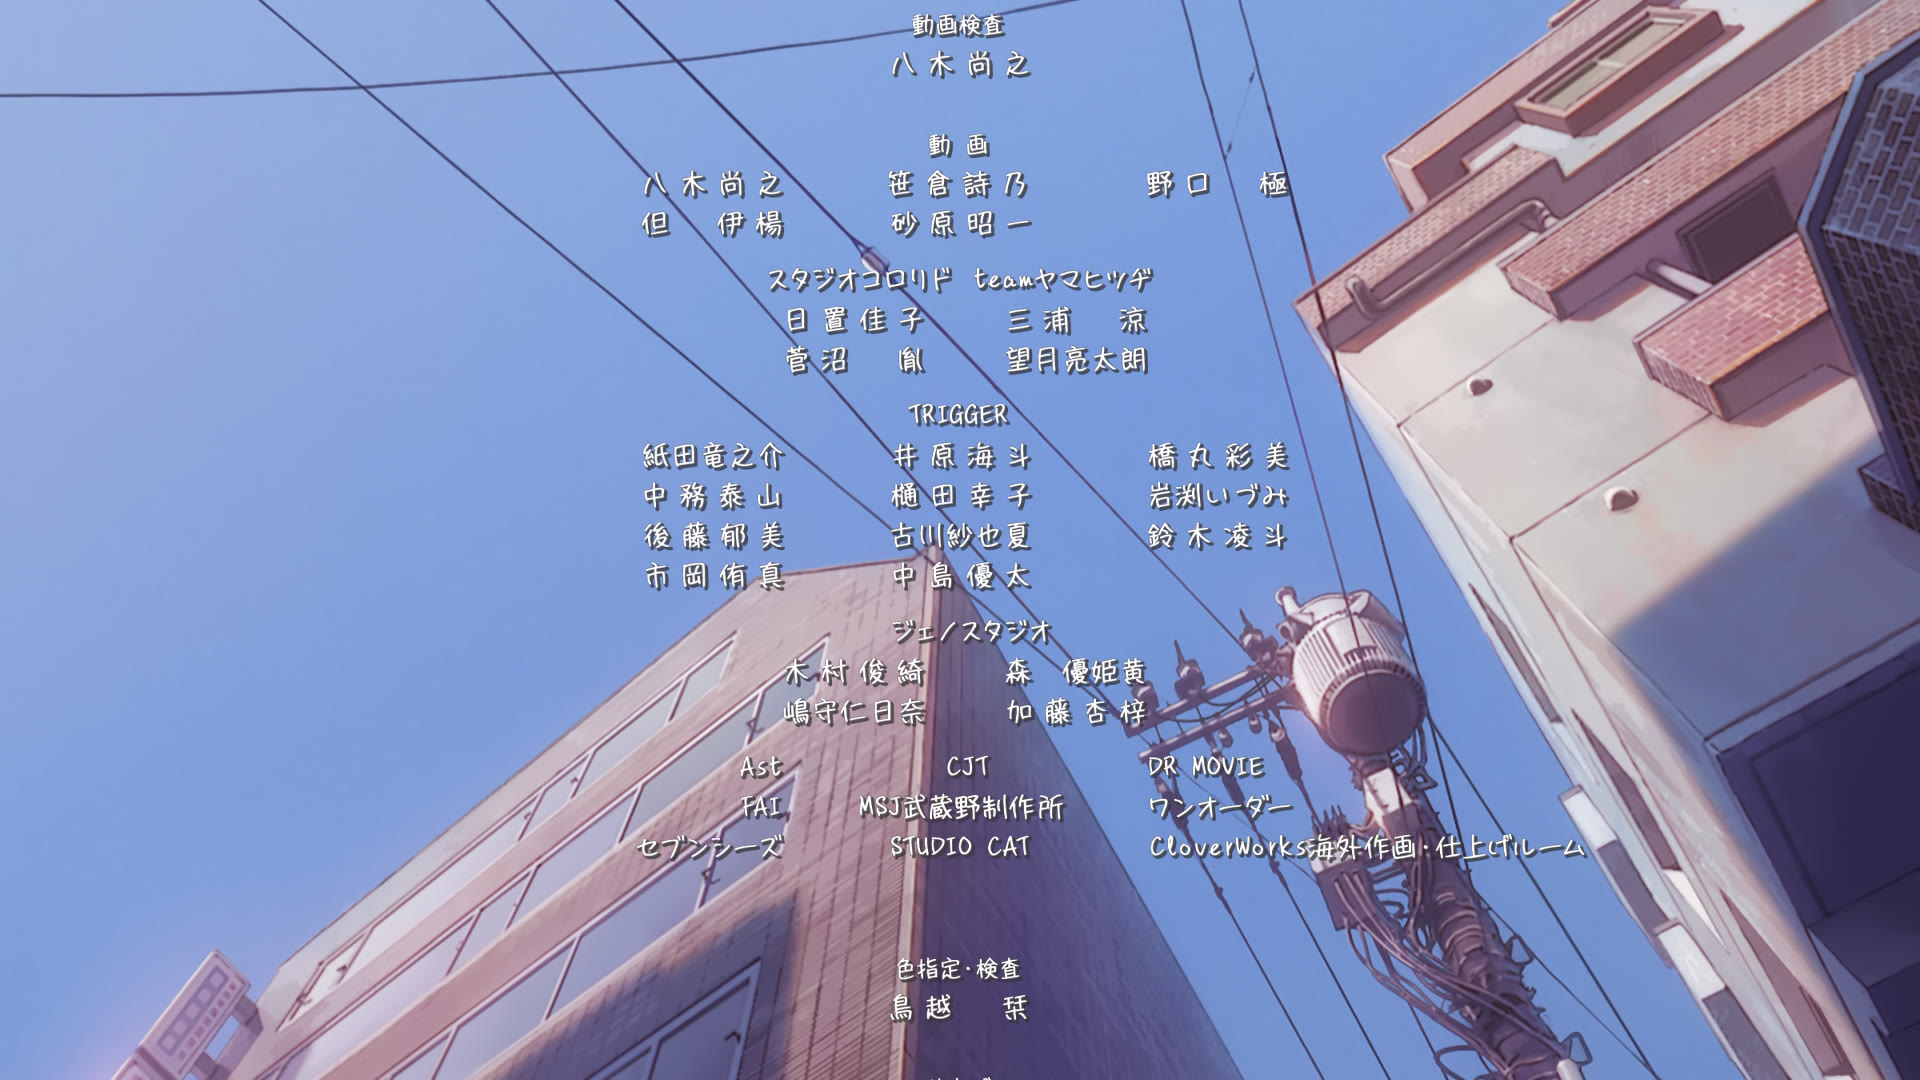 動画検査
八木尚之
動画
八木尚之 笹倉詩乃 野口 極
但 伊楊 砂原昭一
スタジオコロリド teamヤマヒツヂ
日置佳子 三浦 涼
菅沼 胤 望月亮太朗
TRIGGER
紙田竜之介 井原海斗 橋丸彩美
中務泰山 樋田幸子 岩渕いづみ
後藤郁美 古川紗也夏 鈴木凌斗
市岡侑真 中島優太
ジェノスタジオ
木村俊綺 森 優姫黄
嶋守仁日奈 加藤杏梓
Ast CJT DR MOVIE
FAI MSJ武蔵野制作所 ワンオーダー
セブンシーズ STUDIO CAT CloverWorks海外作画・仕上げルーム
色指定・検査
鳥越 栞